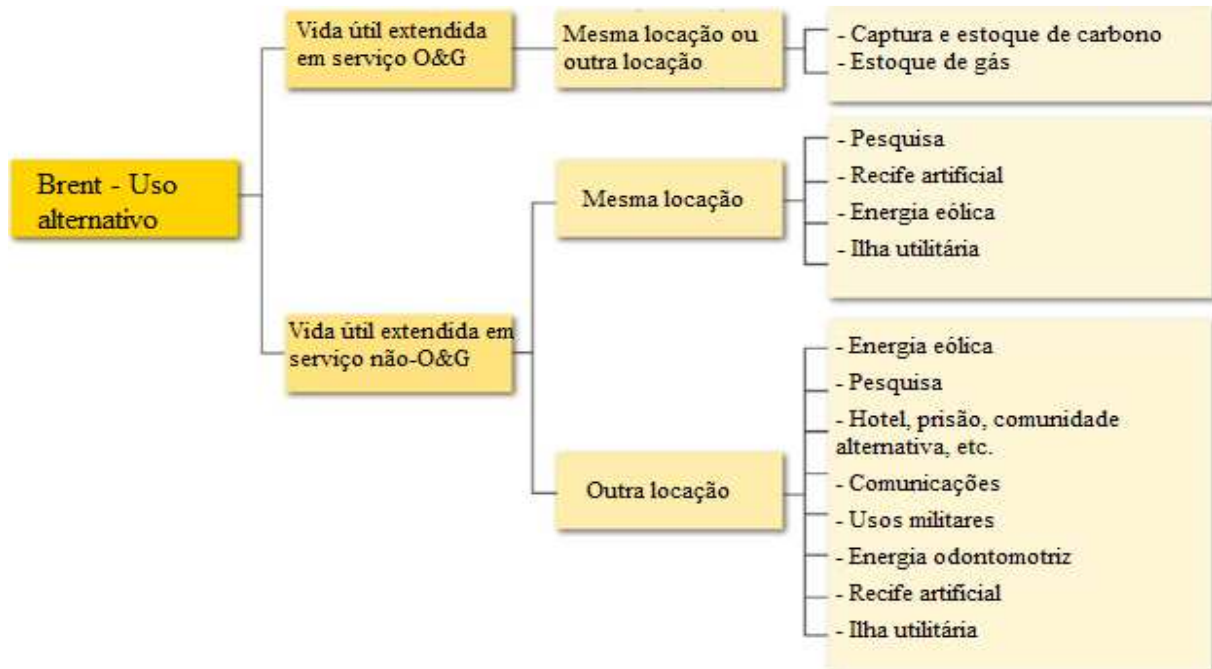 Brent - Uso
alternativo
Vida útil extendida
em serviço O&G
Mesma locação ou
outra locação
- Captura e estoque de carbono
- Estoque de gás
Vida útil extendida em
serviço não-O&G
Mesma locação
- Pesquisa
- Recife artificial
- Energia eólica
- Ilha utilitária
Outra locação
- Energia eólica
- Pesquisa
- Hotel, prisão, comunidade
alternativa, etc.
- Comunicações
- Usos militares
- Energia odontomotriz
- Recife artificial
- Ilha utilitária